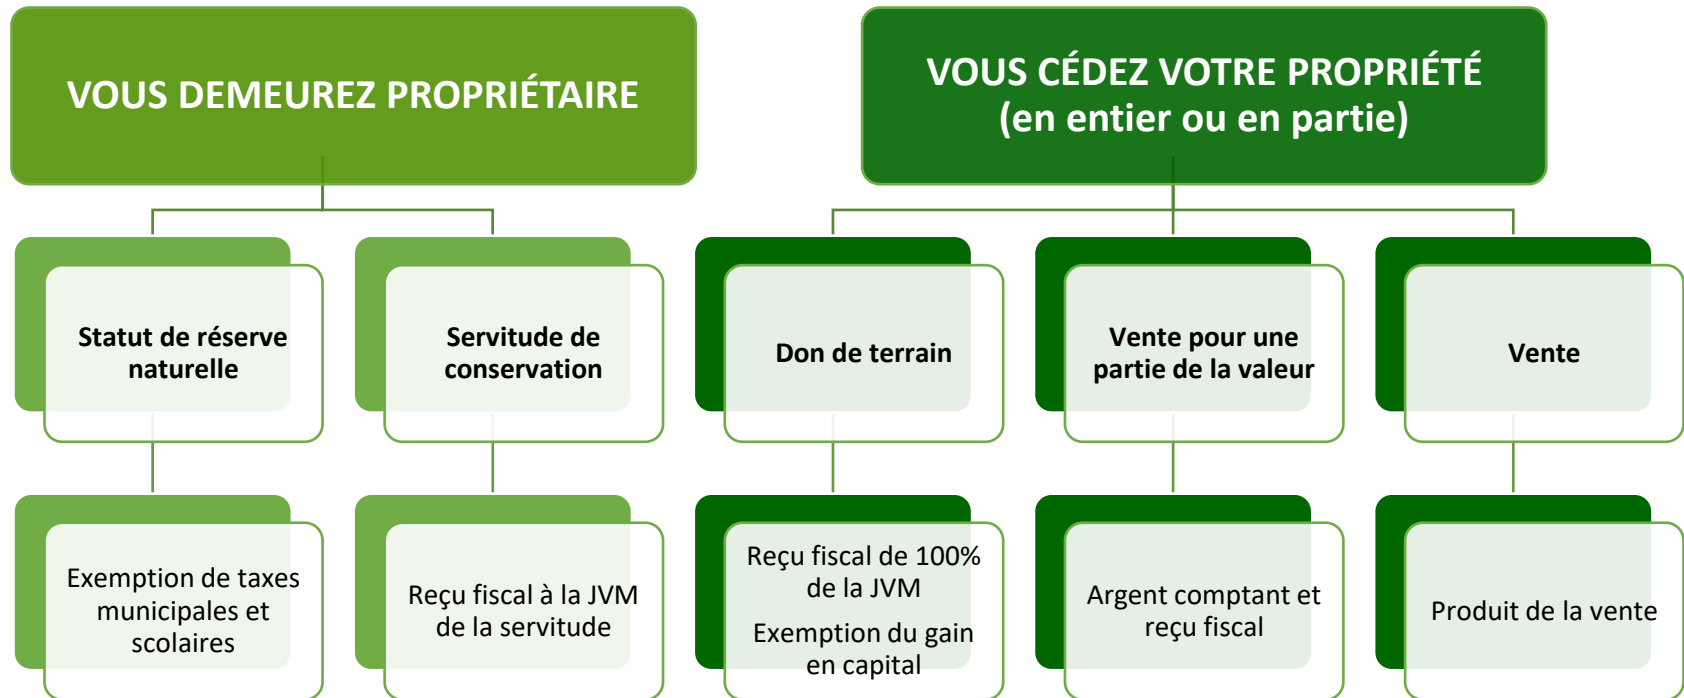 VOUS DEMEUREZ PROPRIÉTAIRE
VOUS CÉDEZ VOTRE PROPRIÉTÉ
(en entier ou en partie)
Statut de réserve
naturelle
Servitude de
conservation
Don de terrain
Vente pour une
partie de la valeur
Vente
Exemption de taxes
municipales et
scolaires
Reçu fiscal à la JVM
de la servitude
Reçu fiscal de 100%
de la JVM
Exemption du gain
en capital
Argent comptant et
reçu fiscal
Produit de la vente